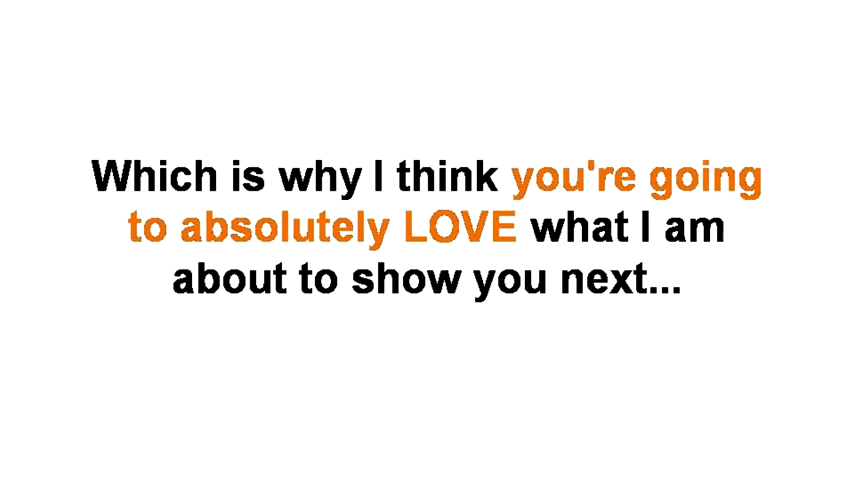 Which is why I think you're going
to absolutely LOVE what I am
about to show you next...